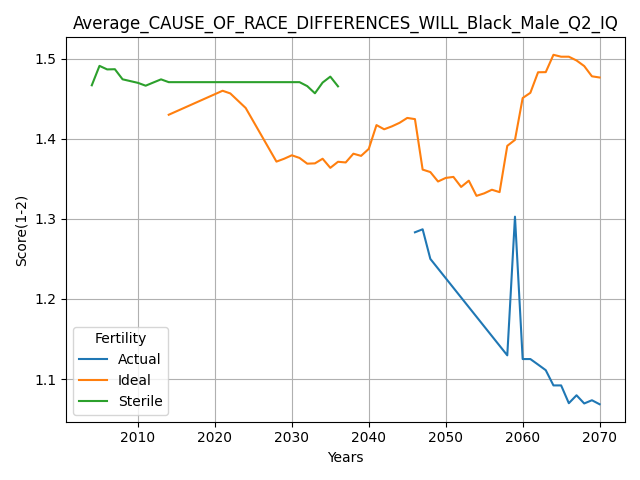 Average_CAUSE_OF_RACE_DIFFERENCES_WILL_Black_Male_Q2_IQ
1.5
1.4
1.3
1.2
1.1
Score(1-2)
Fertility
Actual
Ideal
Sterile
2010 2020 2030 2040 2050 2060 2070
Years